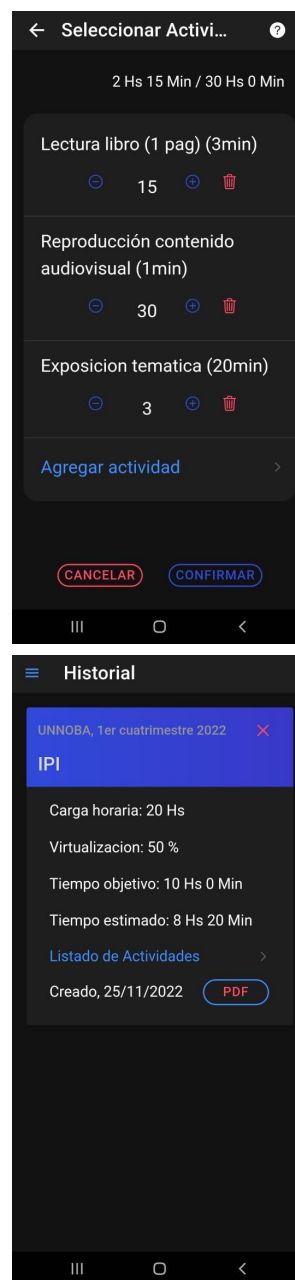 Seleccionar Activi...
2 Hs 15 Min / 30 Hs 0 Min
Lectura libro (1 pag) (3min)
15
Reproducción contenido
audiovisual (1min)
30
Exposicion tematica (20min)
3
Agregar actividad
CANCELAR CONFIRMAR
Historial
UNNOBA, 1er cuatrimestre 2022
IPI
Carga horaria: 20 Hs
Virtualizacion: 50 %
Tiempo objetivo: 10 Hs 0 Min
Tiempo estimado: 8 Hs 20 Min
Listado de Actividades
Creado, 25/11/2022 PDF